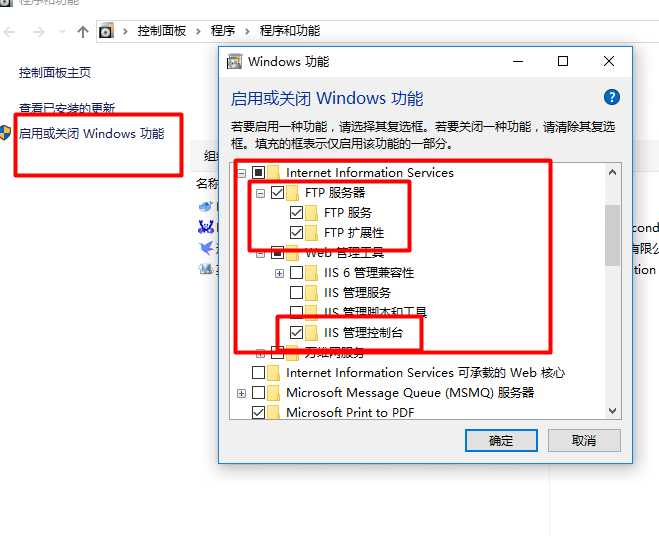 程序和功能
控制面板 > 程序 > 程序和功能
控制面板主页
查看已安装的更新
启用或关闭 Windows 功能
组织
名称
Windows 功能
启用或关闭 Windows 功能
若要启用一种功能，请选择其复选框。若要关闭一种功能，请清除其复选
框。填充的框表示仅启用该功能的一部分。
Internet Information Services
FTP 服务器
FTP 服务
FTP 扩展性
Web 管理工具
IIS 6 管理兼容性
IIS 管理服务
IIS 管理脚本和工具
IIS 管理控制台
万维网服务
Internet Information Services 可承载的 Web 核心
Microsoft Message Queue (MSMQ) 服务器
Microsoft Print to PDF
确定
取消